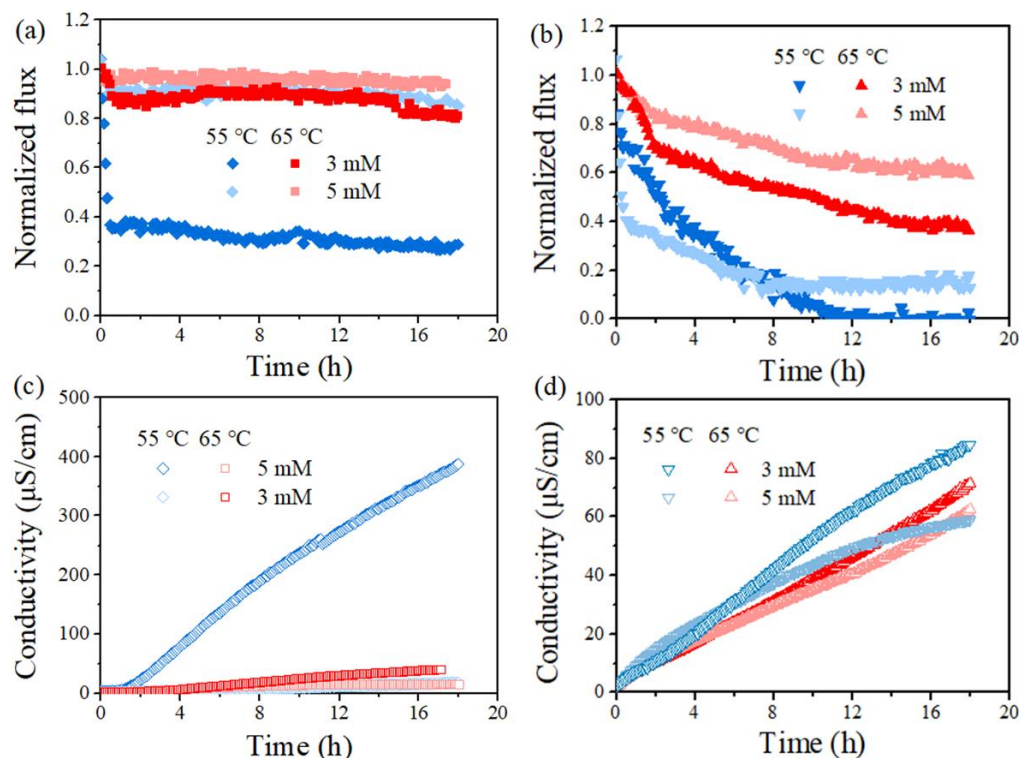 (a)
Normalized flux
1.2
1.0
0.8
0.6
0.4
0.2
0.0
55 °C 65 °C
3 mM
5 mM
0 4 8 12 16 20
Time (h)
(b)
Normalized flux
1.2
1.0
0.8
0.6
0.4
0.2
0.0
55 °C 65 °C
3 mM
5 mM
0 4 8 12 16 20
Time (h)
(c)
Conductivity (μS/cm)
500
400
300
200
100
0
55 °C 65 °C
5 mM
3 mM
0 4 8 12 16 20
Time (h)
(d)
Conductivity (μS/cm)
100
80
60
40
20
0
55 °C 65 °C
3 mM
5 mM
0 4 8 12 16 20
Time (h)